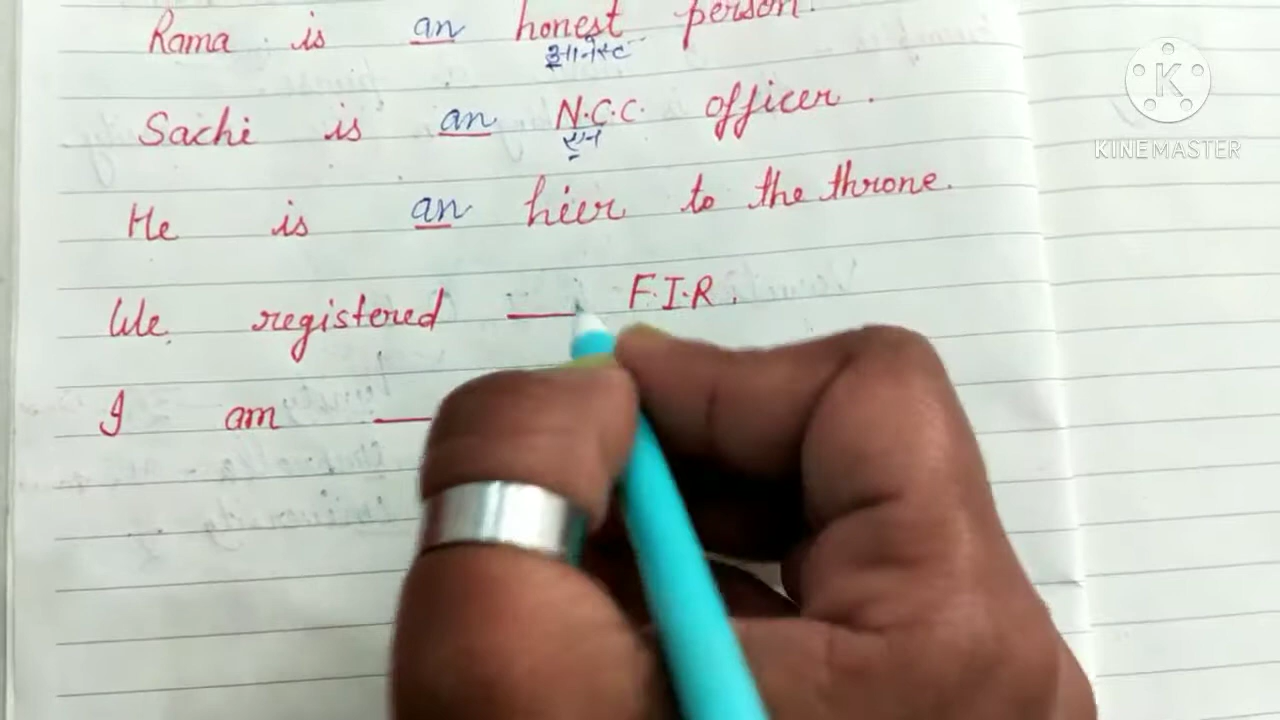 Rama is an honest person.
आनेस्ट
Sachi is an N.C.C. officer.
एन
He is an hier to the throne.
We registered ___ F.I.R.
I am ___
K
KINEMASTER